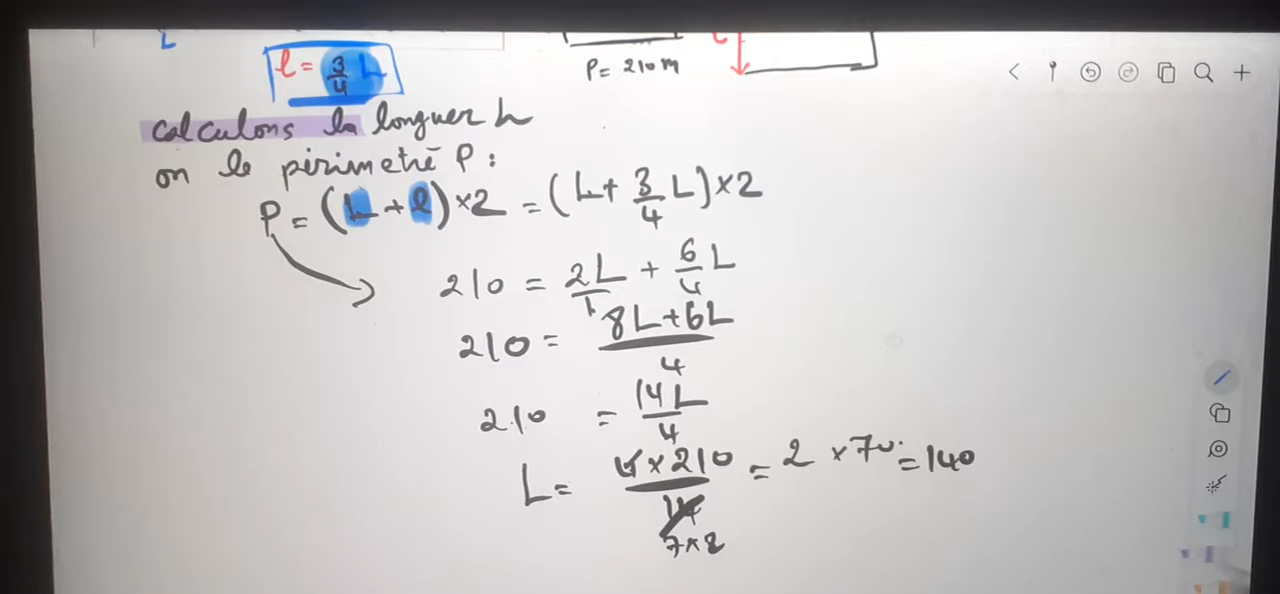 L
l = 3/4 L
P = 210 m
calculons la longuer L
on le périmetre P :
P = (L + l) × 2 = (L + 3/4 L) × 2
210 = 2L/1 + 6/4 L
210 = 8L + 6L / 4
210 = 14L / 4
L = 4 × 210 / 14 = 2 × 70 = 140
7 × 2